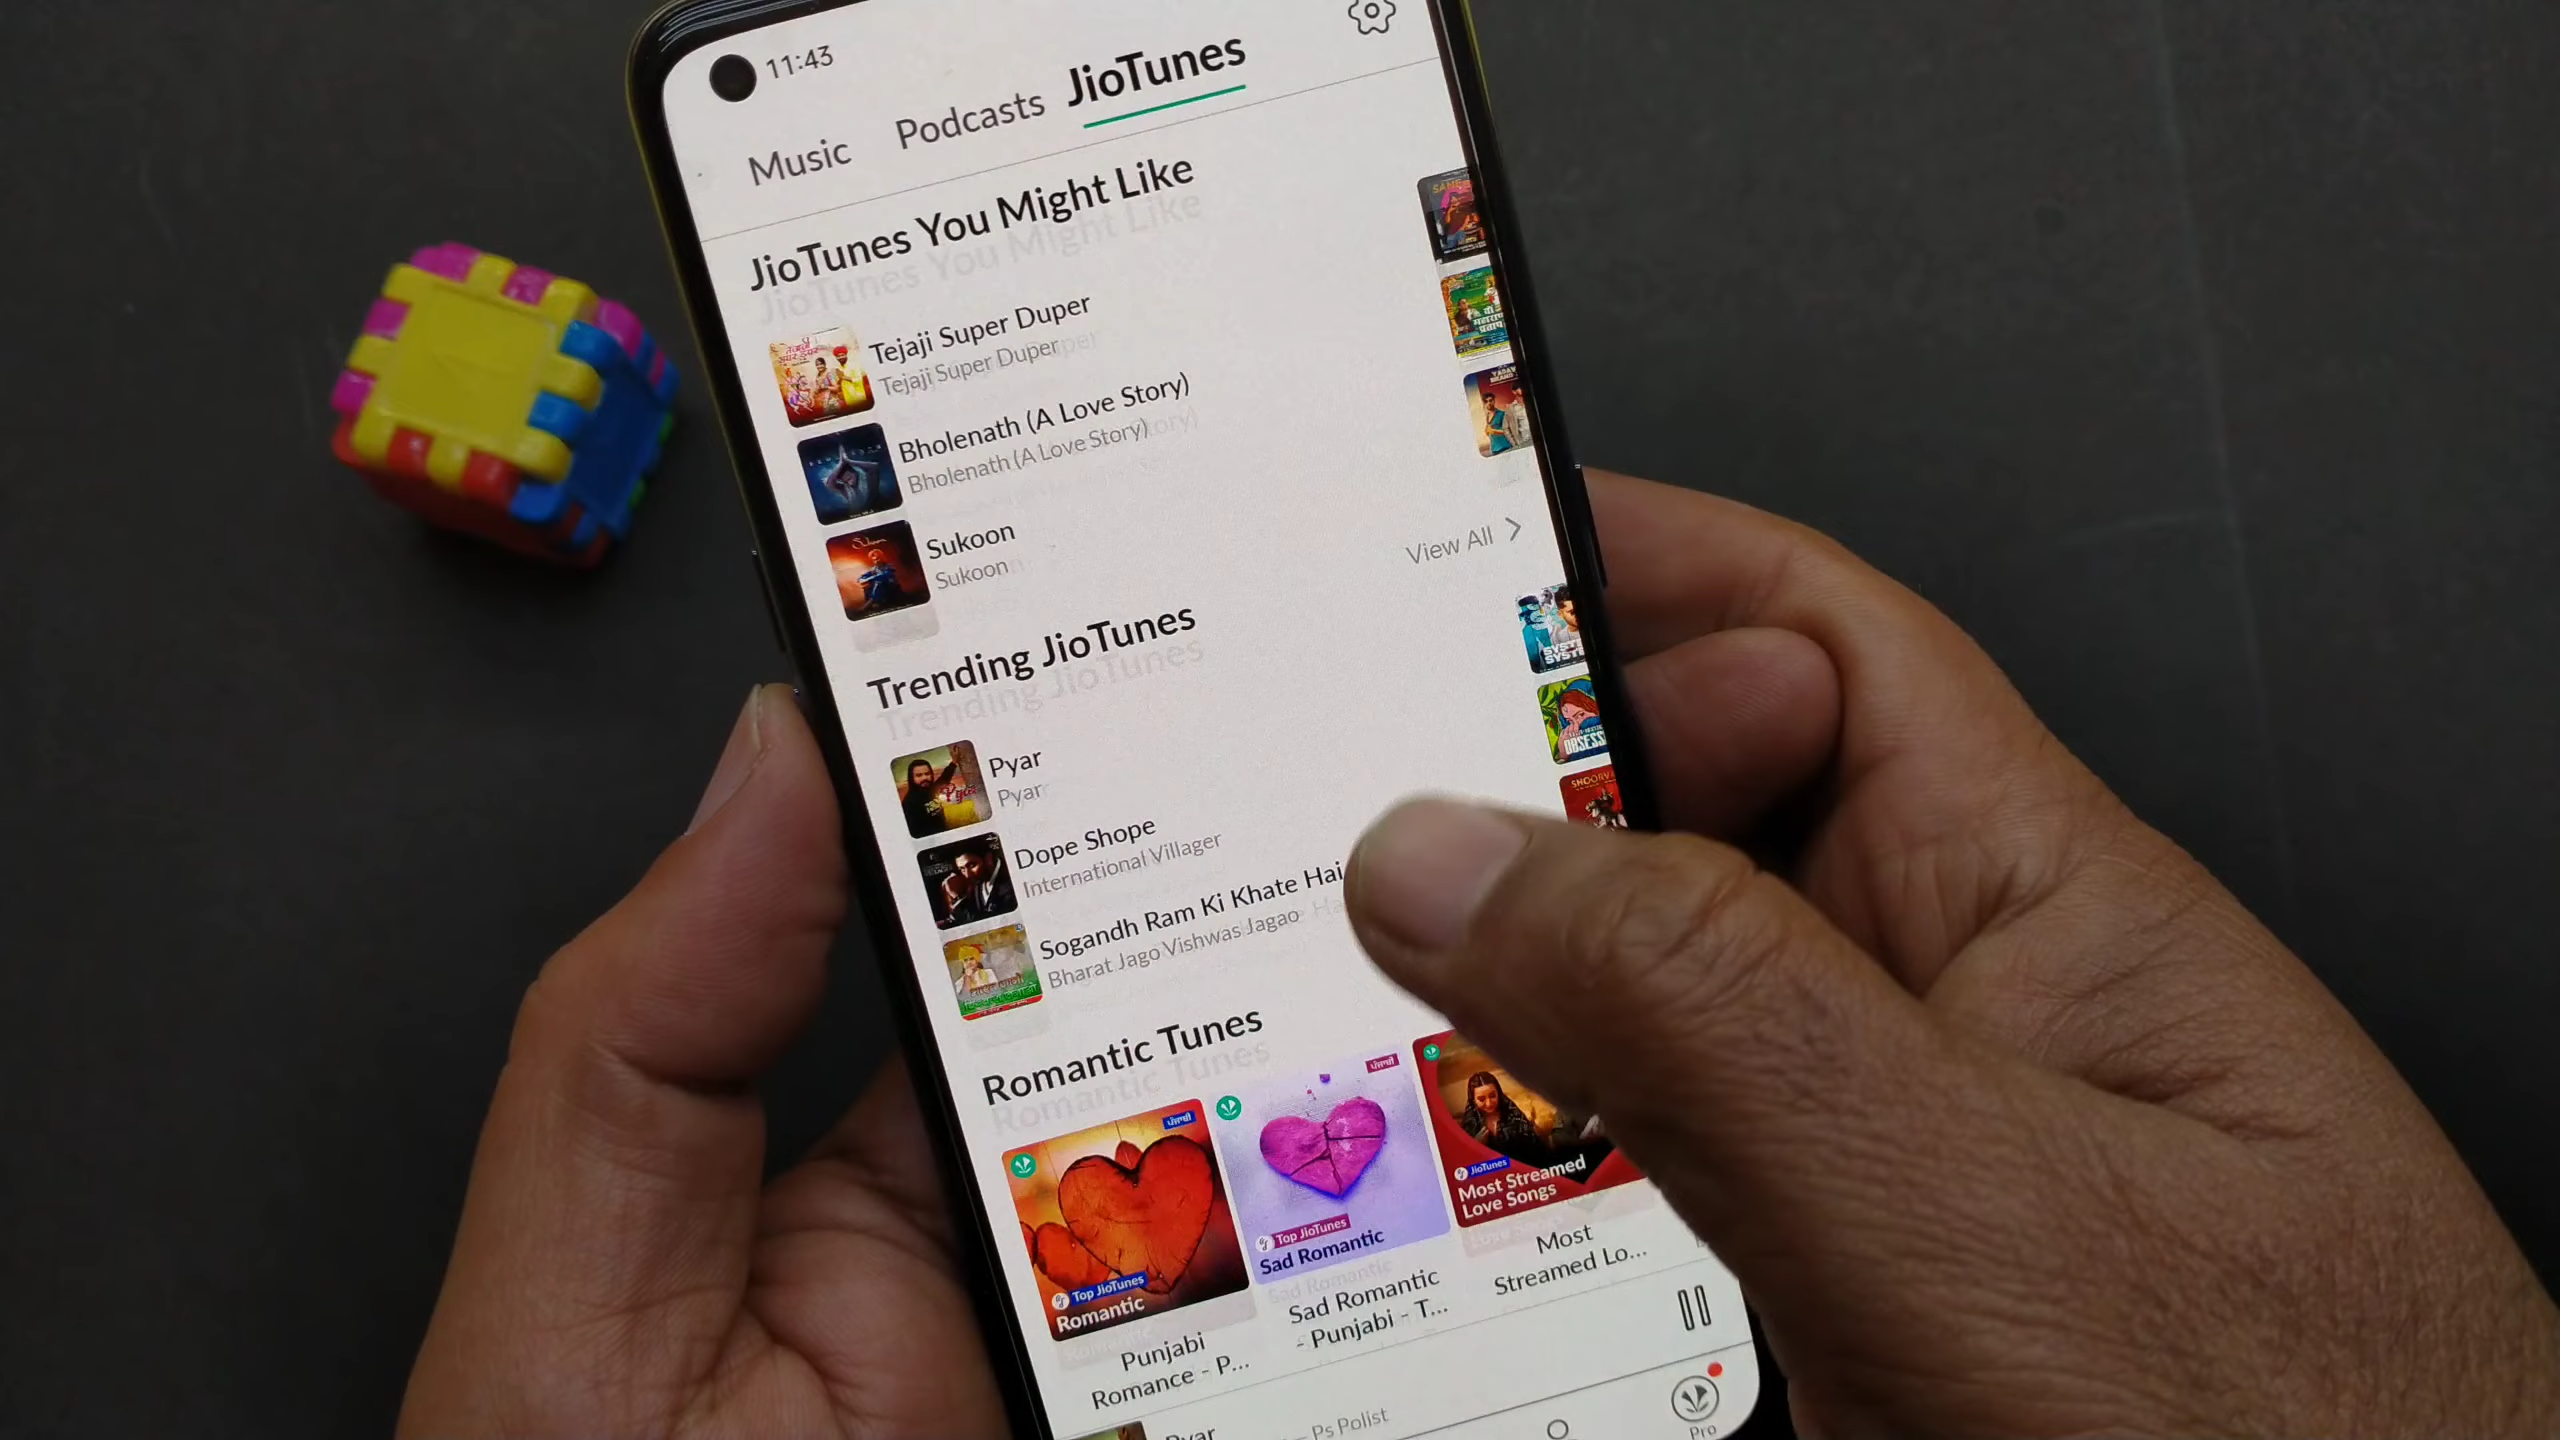 11:43
Music Podcasts JioTunes
JioTunes You Might Like
Tejaji Super Duper
Tejaji Super Duper
Bholenath (A Love Story)
Bholenath (A Love Story)
Sukoon
Sukoon
View All
Trending JioTunes
Pyar
Pyar
Dope Shope
International Villager
Sogandh Ram Ki Khate Hai
Bharat Jago Vishwas Jagao
Romantic Tunes
ਪੰਜਾਬੀ
Top JioTunes
Romantic
Punjabi
Romance - P...
ਪੰਜਾਬੀ
Top JioTunes
Sad Romantic
Sad Romantic
- Punjabi - T...
JioTunes
Most Streamed
Love Songs
Most
Streamed Lo...
Pyar
Ps Polist
Pro